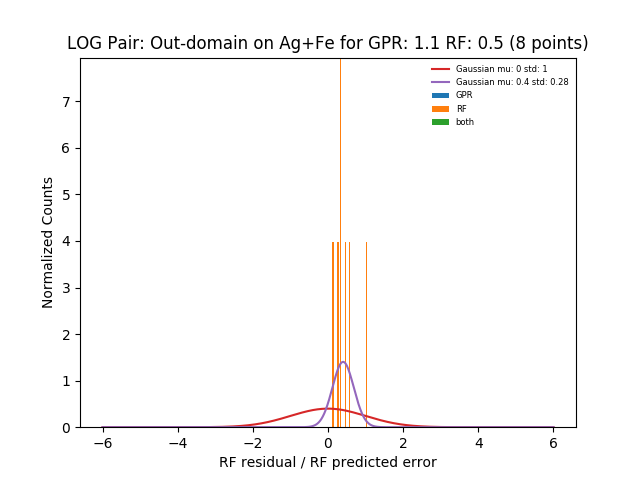 LOG Pair: Out-domain on Ag+Fe for GPR: 1.1 RF: 0.5 (8 points)
Gaussian mu: 0 std: 1
Gaussian mu: 0.4 std: 0.28
GPR
RF
both
Normalized Counts
7
6
5
4
3
2
1
0
−6 −4 −2 0 2 4 6
RF residual / RF predicted error